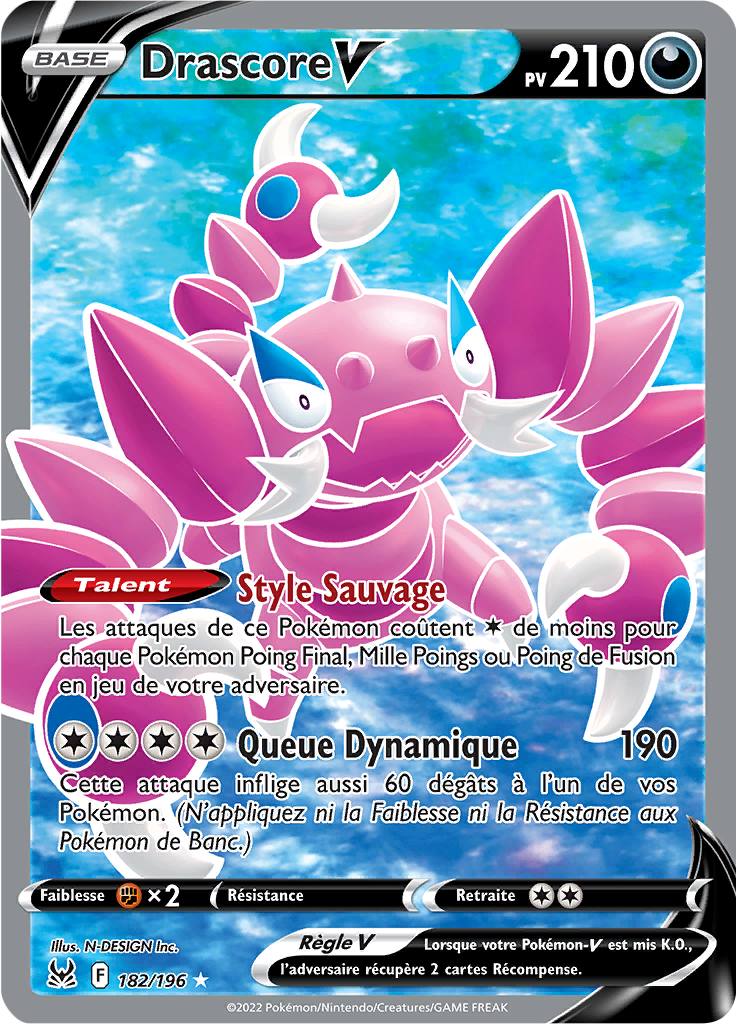 BASE
Drascore V
PV 210
Talent Style Sauvage
Les attaques de ce Pokémon coûtent de moins pour
chaque Pokémon Poing Final, Mille Poings ou Poing de Fusion
en jeu de votre adversaire.
Queue Dynamique 190
Cette attaque inflige aussi 60 dégâts à l'un de vos
Pokémon. (N'appliquez ni la Faiblesse ni la Résistance aux
Pokémon de Banc.)
Faiblesse ×2 Résistance Retraite
Illus. N-DESIGN Inc.
F 182/196 ★
Règle V Lorsque votre Pokémon-V est mis K.O.,
l'adversaire récupère 2 cartes Récompense.
©2022 Pokémon/Nintendo/Creatures/GAME FREAK